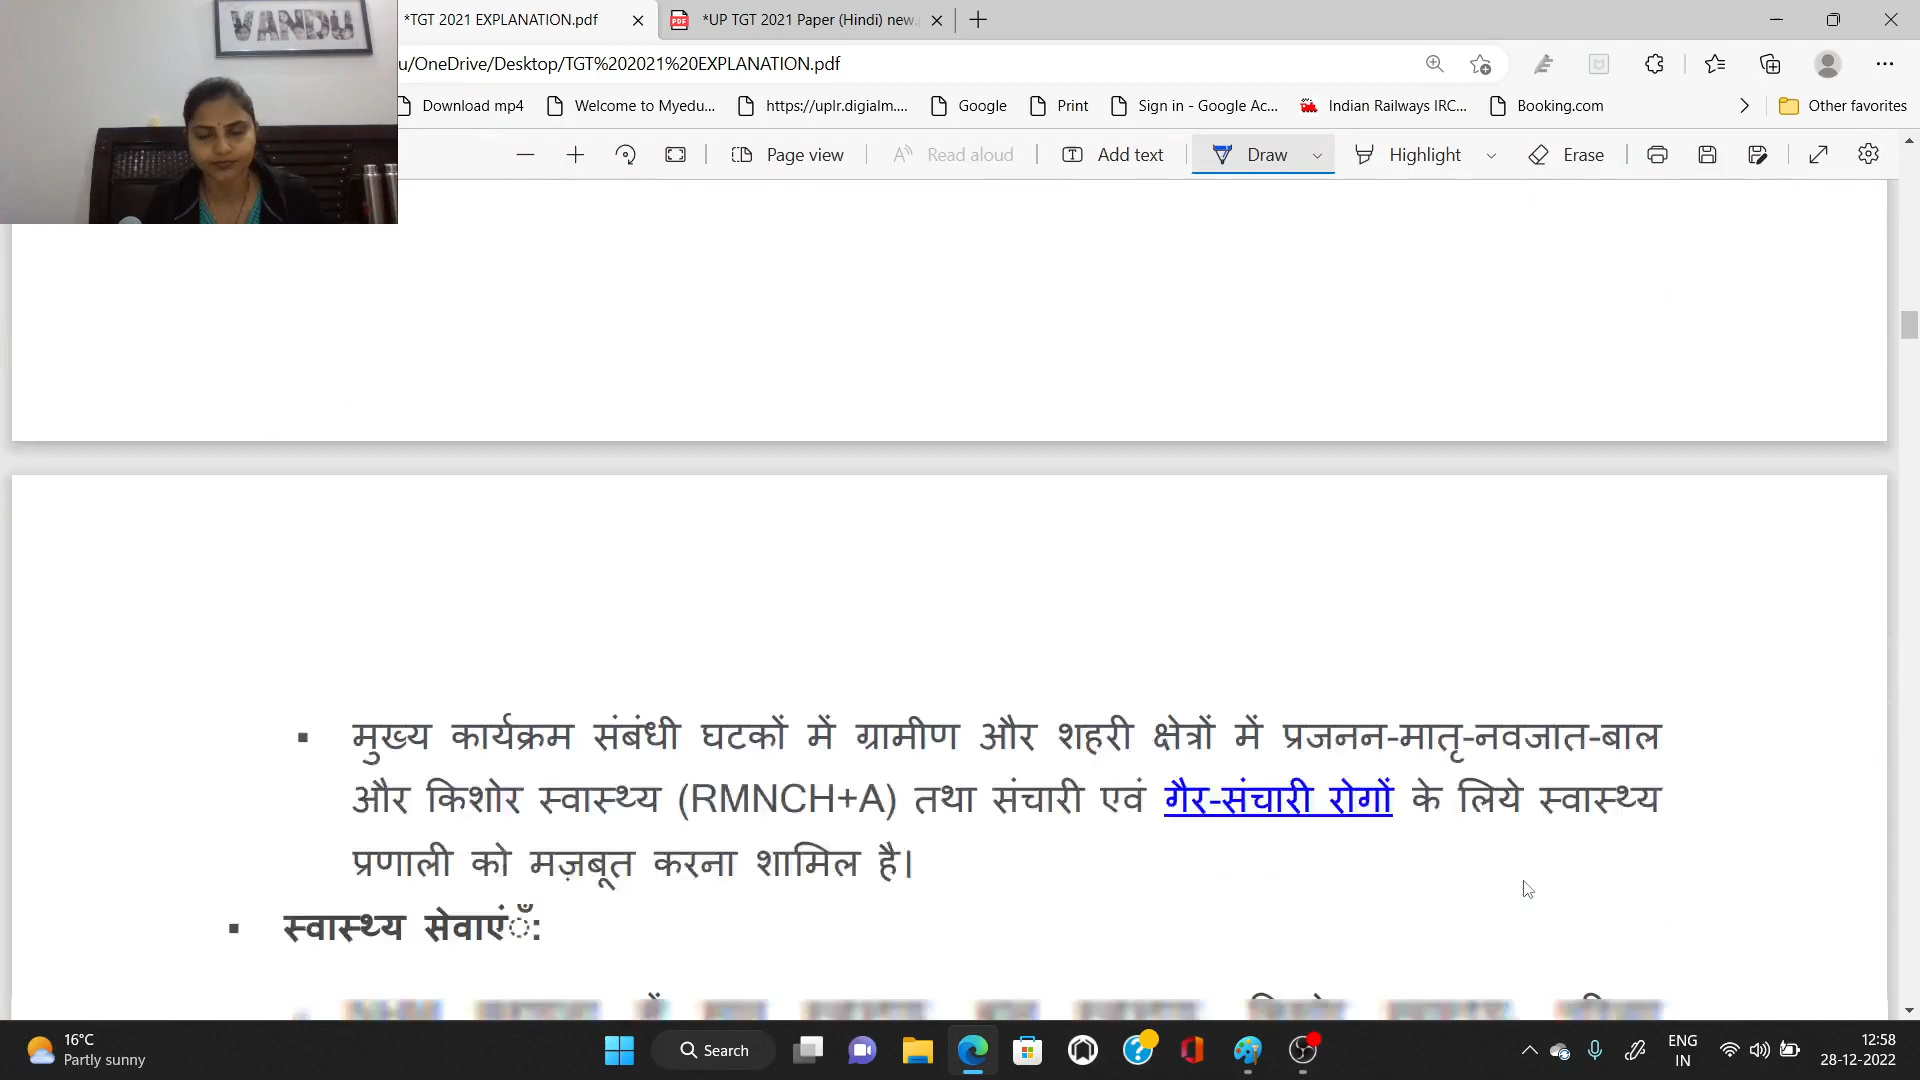 VANDU
*TGT 2021 EXPLANATION.pdf
*UP TGT 2021 Paper (Hindi) new.
u/OneDrive/Desktop/TGT%202021%20EXPLANATION.pdf
Download mp4 Welcome to Myedu... https://uplr.digialm.... Google Print Sign in - Google Ac... Indian Railways IRC... Booking.com Other favorites
Page view Read aloud Add text Draw Highlight Erase
मुख्य कार्यक्रम संबंधी घटकों में ग्रामीण और शहरी क्षेत्रों में प्रजनन-मातृ-नवजात-बाल
और किशोर स्वास्थ्य (RMNCH+A) तथा संचारी एवं गैर-संचारी रोगों के लिये स्वास्थ्य
प्रणाली को मज़बूत करना शामिल है।
स्वास्थ्य सेवाएंँ:
16°C
Partly sunny
Search
ENG
IN
12:58
28-12-2022